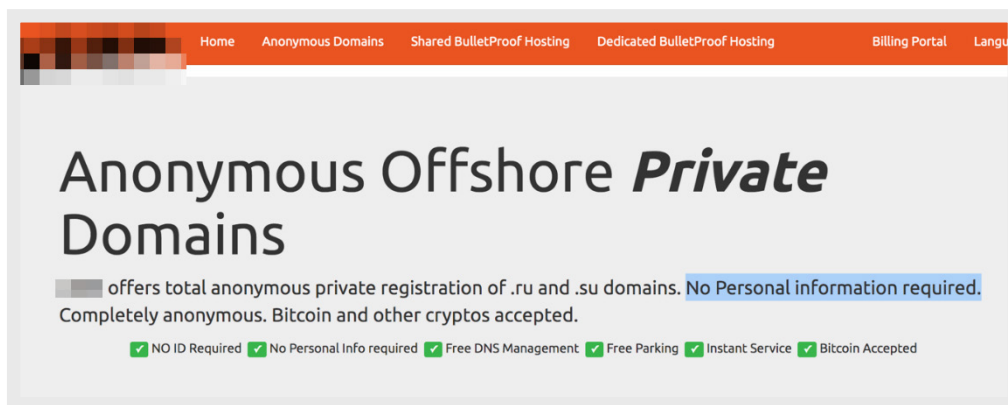 Home Anonymous Domains Shared BulletProof Hosting Dedicated BulletProof Hosting Billing Portal
Anonymous Offshore Private
Domains
offers total anonymous private registration of .ru and .su domains. No Personal information required.
Completely anonymous. Bitcoin and other cryptos accepted.
NO ID Required No Personal Info required Free DNS Management Free Parking Instant Service Bitcoin Accepted